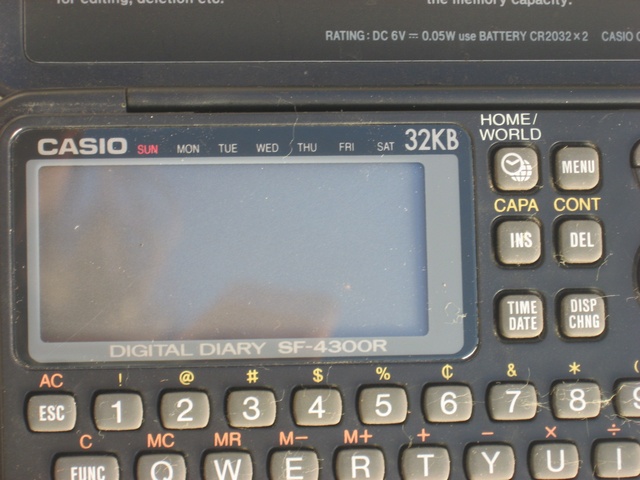 for editing, deletion etc.
the memory capacity.
RATING: DC 6V ⎓ 0.05W use BATTERY CR2032×2 CASIO
HOME/
WORLD
CASIO SUN MON TUE WED THU FRI SAT 32KB
MENU
CAPA CONT
INS DEL
TIME DATE
DISP CHNG
DIGITAL DIARY SF-4300R
AC ! @ # $ % ₵ & * (
ESC 1 2 3 4 5 6 7 8 9
C MC MR M− M+ + − × ÷
FUNC Q W E R T Y U I